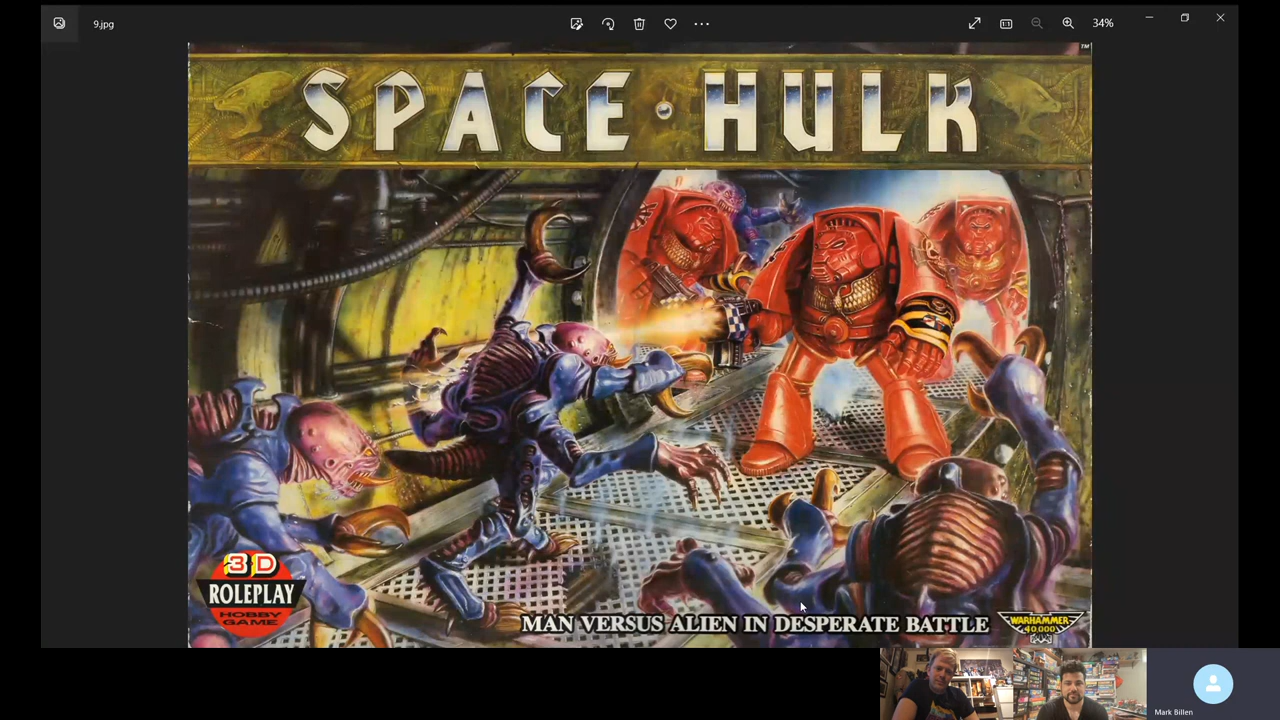 9.jpg
34%
SPACE · HULK
TM
3D
ROLEPLAY
HOBBY
GAME
MAN VERSUS ALIEN IN DESPERATE BATTLE
WARHAMMER
40,000
Mark Billen